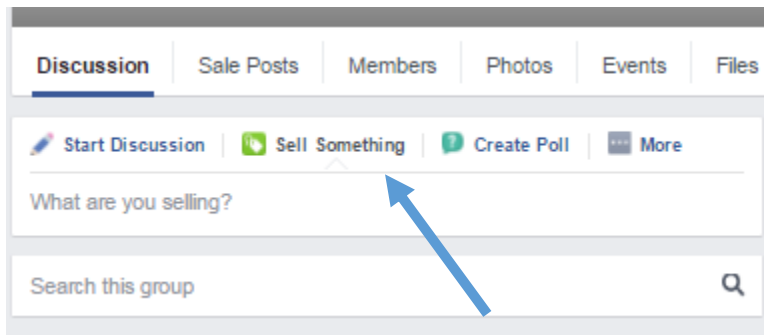 Discussion Sale Posts Members Photos Events Files
Start Discussion Sell Something Create Poll More
What are you selling?
Search this group